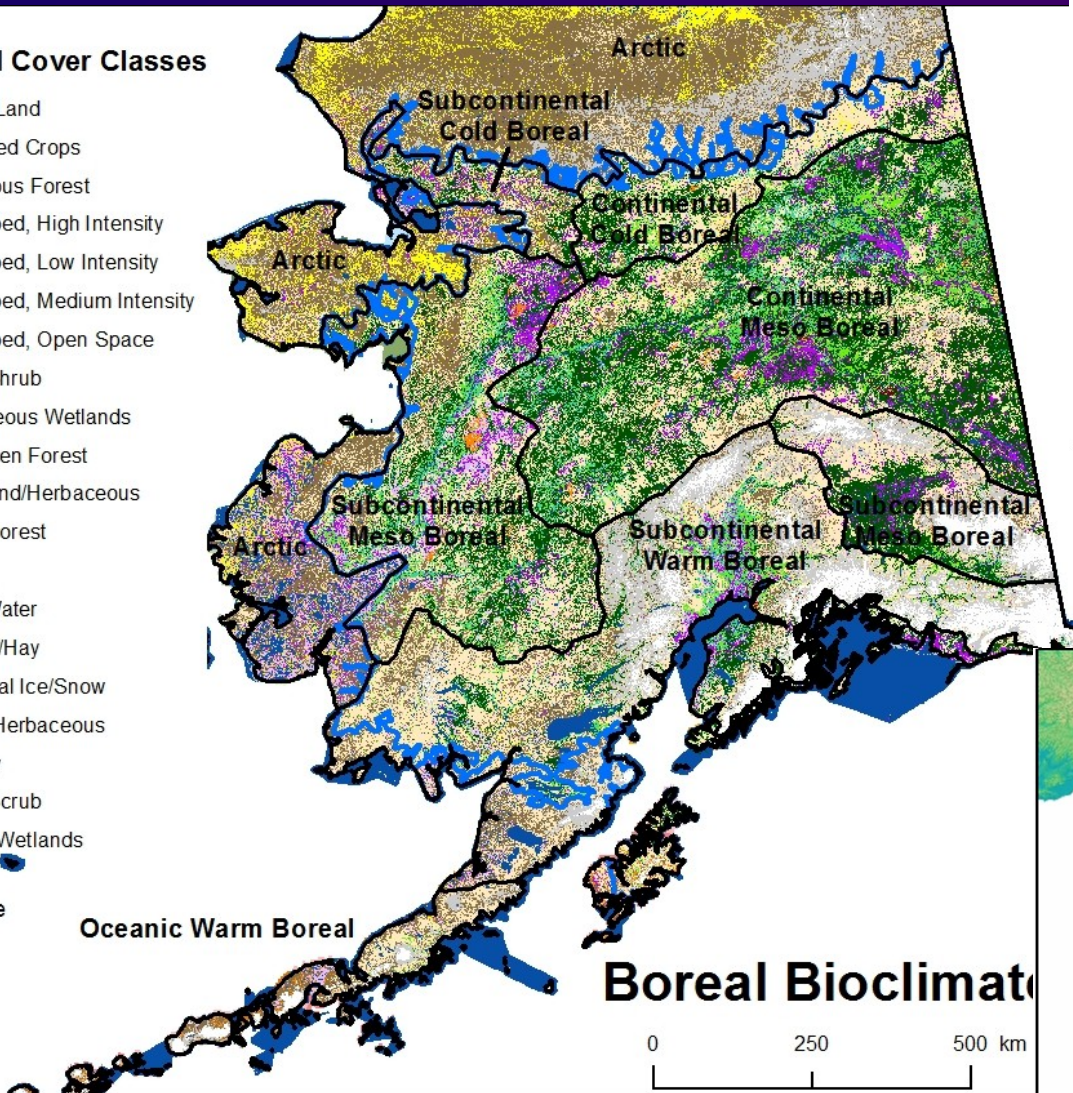 Cover Classes
Land
ed Crops
ous Forest
ped, High Intensity
ped, Low Intensity
ped, Medium Intensity
ped, Open Space
hrub
eous Wetlands
en Forest
nd/Herbaceous
orest
Water
/Hay
al Ice/Snow
Herbaceous
crub
Wetlands
e
Arctic
Subcontinental
Cold Boreal
Continental
Cold Boreal
Arctic
Continental
Meso Boreal
Subcontinental
Meso Boreal
Arctic
Subcontinental
Warm Boreal
Subcontinental
Meso Boreal
Oceanic Warm Boreal
Boreal Bioclimate
0 250 500 km